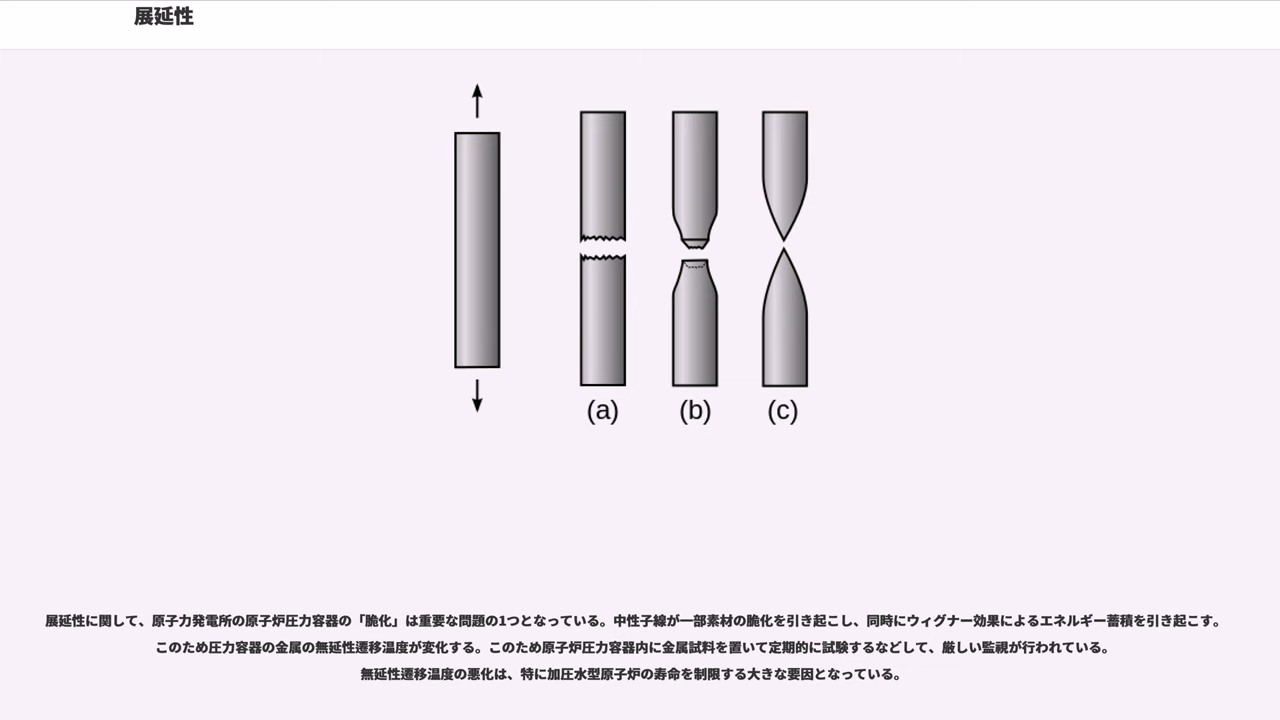 展延性
(a) (b) (c)
展延性に関して、原子力発電所の原子炉圧力容器の「脆化」は重要な問題の1つとなっている。中性子線が一部素材の脆化を引き起こし、同時にウィグナー効果によるエネルギー蓄積を引き起こす。
このため圧力容器の金属の無延性遷移温度が変化する。このため原子炉圧力容器内に金属試料を置いて定期的に試験するなどして、厳しい監視が行われている。
無延性遷移温度の悪化は、特に加圧水型原子炉の寿命を制限する大きな要因となっている。